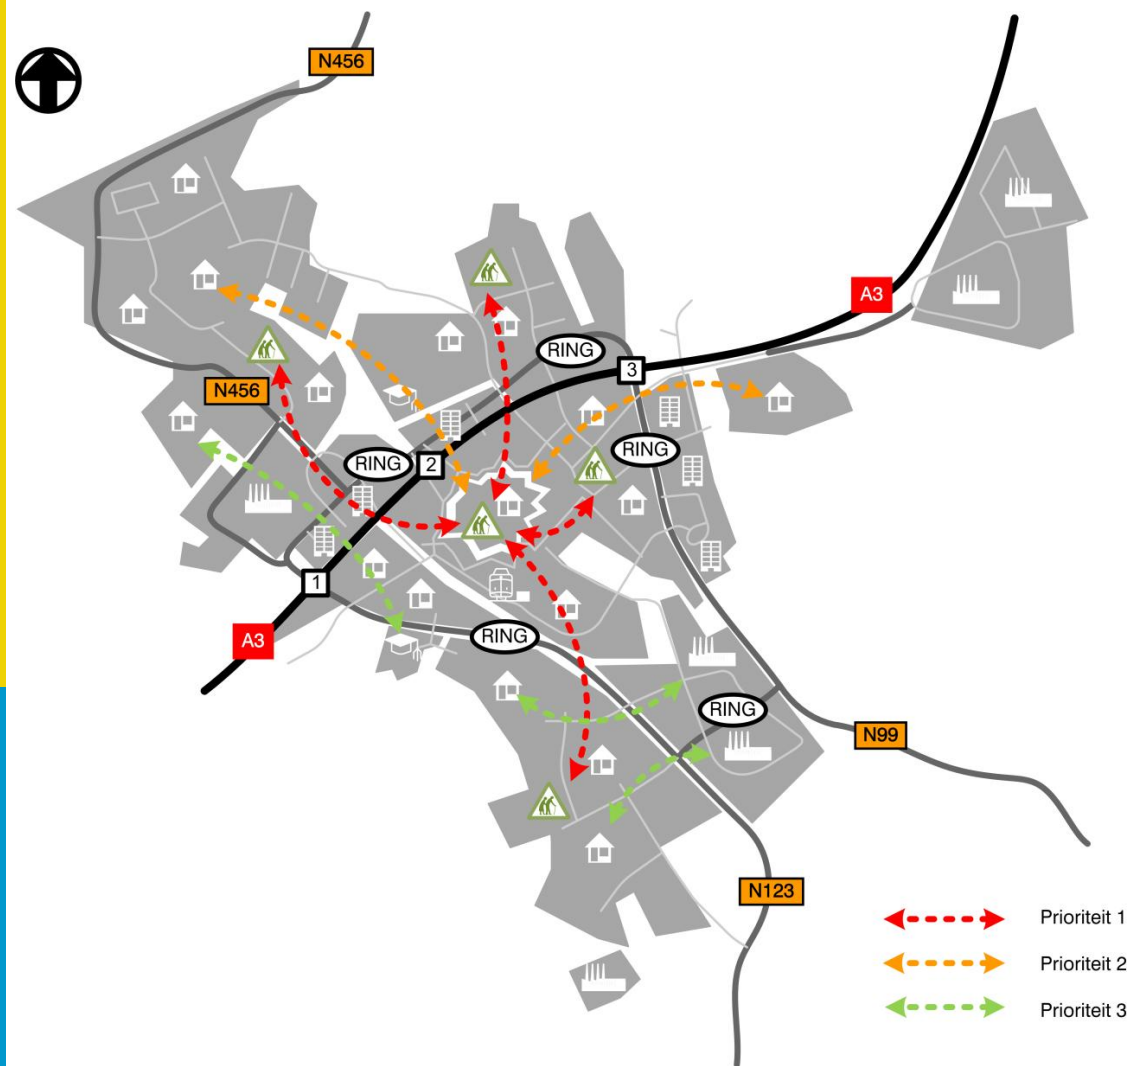 N456
A3
RING
3
N456
RING
2
RING
1
A3
RING
RING
N99
N123
Prioriteit 1
Prioriteit 2
Prioriteit 3